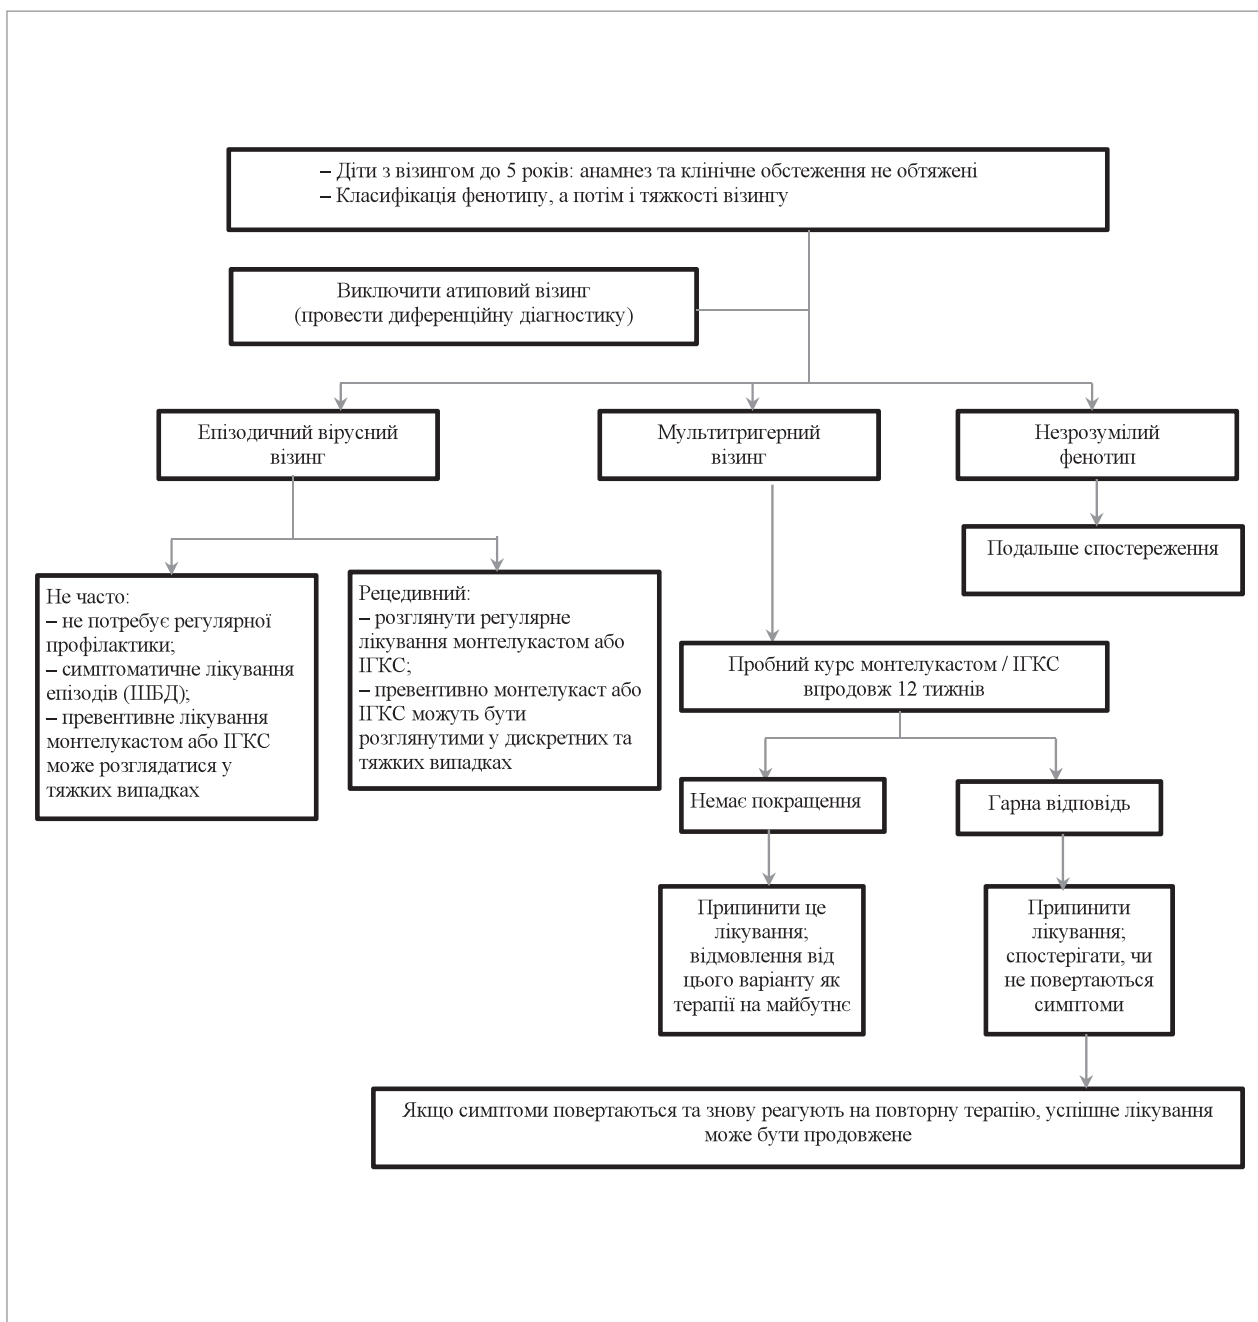 – Діти з візингом до 5 років: анамнез та клінічне обстеження не обтяжені
– Класифікація фенотипу, а потім і тяжкості візингу
Виключити атиповий візинг
(провести диференційну діагностику)
Епізодичний вірусний
візинг
Мультитригерний
візинг
Незрозумілий
фенотип
Подальше спостереження
Не часто:
– не потребує регулярної
профілактики;
– симптоматичне лікування
епізодів (ШБД);
– превентивне лікування
монтелукастом або ІГКС
може розглядатися у
тяжких випадках
Рецедивний:
– розглянути регулярне
лікування монтелукастом або
ІГКС;
– превентивно монтелукаст або
ІГКС можуть бути
розглянутими у дискретних та
тяжких випадках
Пробний курс монтелукастом / ІГКС
впродовж 12 тижнів
Немає покращення
Гарна відповідь
Припинити це
лікування;
відмовлення від
цього варіанту як
терапії на майбутнє
Припинити
лікування;
спостерігати, чи
не повертаються
симптоми
Якщо симптоми повертаються та знову реагують на повторну терапію, успішне лікування
може бути продовжене